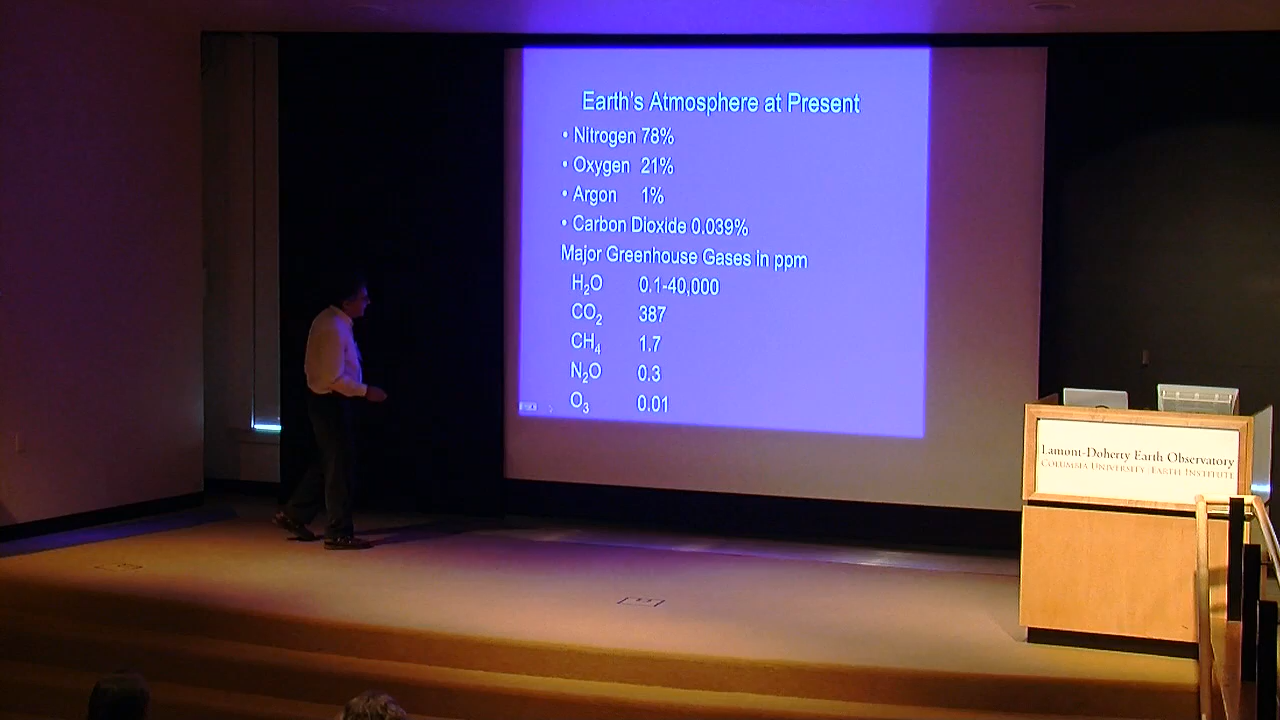 Earth's Atmosphere at Present
• Nitrogen 78%
• Oxygen 21%
• Argon 1%
• Carbon Dioxide 0.039%
Major Greenhouse Gases in ppm
H₂O 0.1-40,000
CO₂ 387
CH₄ 1.7
N₂O 0.3
O₃ 0.01
Lamont-Doherty Earth Observatory
Columbia University Earth Institute